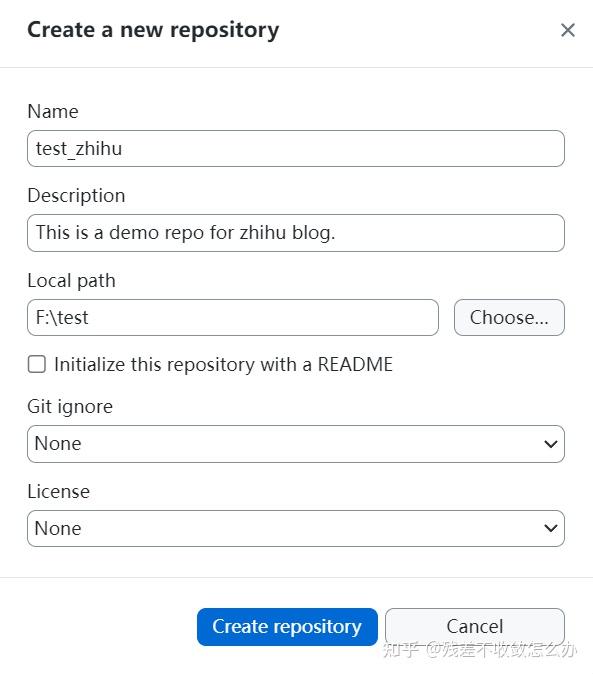 Create a new repository
Name
test_zhihu
Description
This is a demo repo for zhihu blog.
Local path
F:\test
Choose...
Initialize this repository with a README
Git ignore
None
License
None
Create repository
Cancel
知乎 @残差不收敛怎么办